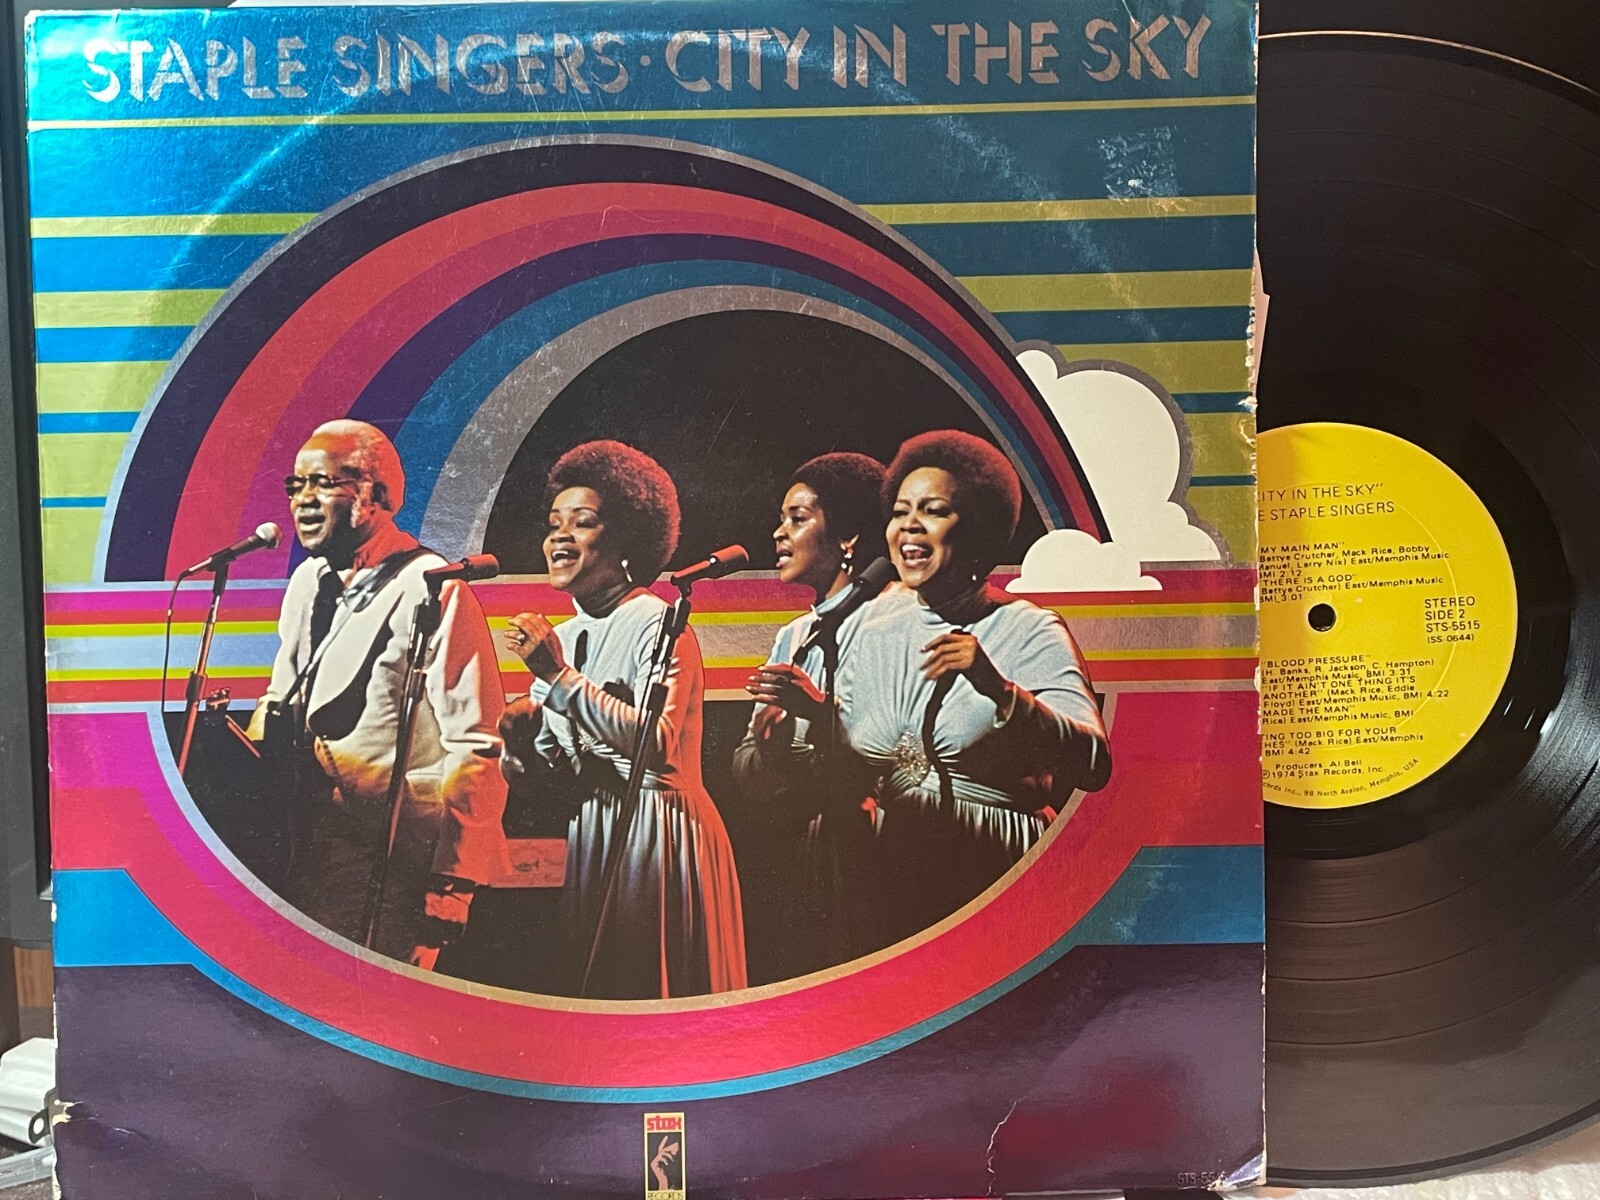 STAPLE SINGERS · CITY IN THE SKY
CITY IN THE SKY"
E STAPLE SINGERS
"MY MAIN MAN"
Bettye Crutcher, Mack Rice, Bobby
Manuel, Larry Nix) East/Memphis Music
BMI 2:12
"THERE IS A GOD"
Bettye Crutcher) East/Memphis Music
BMI 3:01
STEREO
SIDE 2
STS-5515
(SS-0644)
"BLOOD PRESSURE"
(H. Banks, R. Jackson, C. Hampton)
East/Memphis Music, BMI 3:31
"IF IT AIN'T ONE THING IT'S
ANOTHER" (Mack Rice, Eddie
Floyd) East/Memphis Music, BMI 4:22
MADE THE MAN"
Rice) East/Memphis Music, BMI
TING TOO BIG FOR YOUR
HES" (Mack Rice) East/Memphis
BMI 4:42
Producers: Al Bell
℗1974 Stax Records, Inc.
cords Inc., 98 North Avalon, Memphis, USA
stax
RECORDS
STS-5515